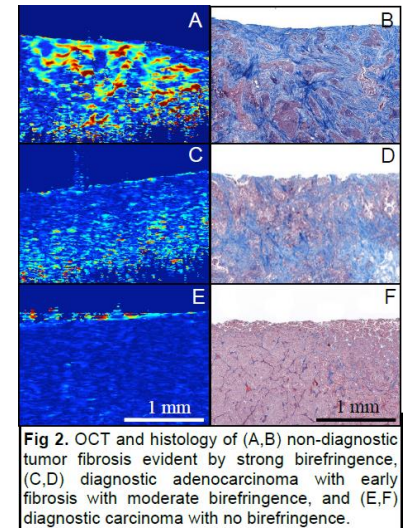 A
B
C
D
E
F
1 mm
1 mm
Fig 2. OCT and histology of (A,B) non-diagnostic
tumor fibrosis evident by strong birefringence,
(C,D) diagnostic adenocarcinoma with early
fibrosis with moderate birefringence, and (E,F)
diagnostic carcinoma with no birefringence.